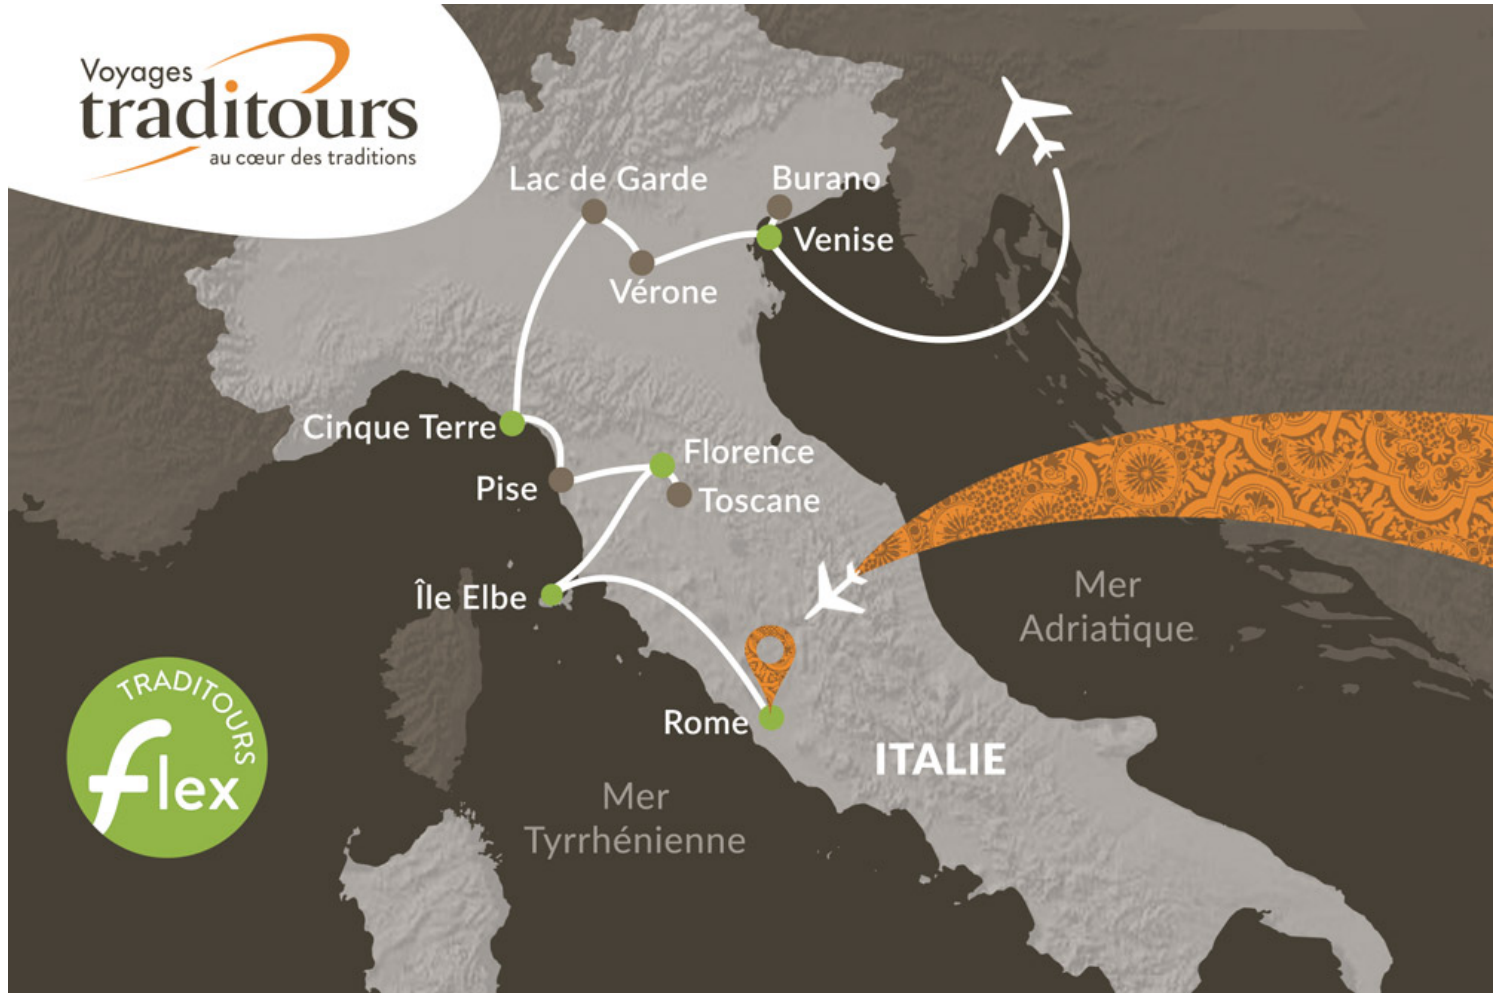 Voyages
traditours
au cœur des traditions
Lac de Garde
Burano
Venise
Vérone
Cinque Terre
Florence
Pise
Toscane
Île Elbe
Mer
Adriatique
TRADITOURS
flex
Rome
ITALIE
Mer
Tyrrhénienne